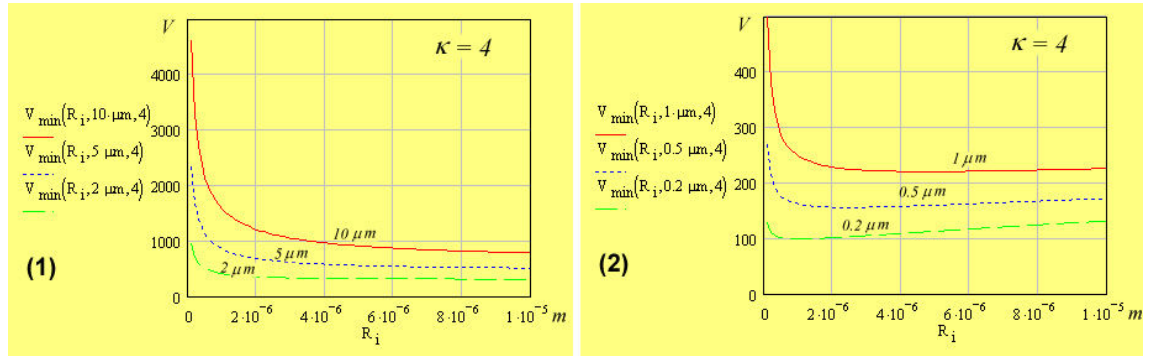 V
κ = 4
4000
V min(R i, 10·μm, 4)
3000
V min(R i, 5 μm, 4)
2000
V min(R i, 2 μm, 4)
1000
10 μm
5 μm
2 μm
(1)
0
0 2·10⁻⁶ 4·10⁻⁶ 6·10⁻⁶ 8·10⁻⁶ 1·10⁻⁵ m
R i
V
κ = 4
400
V min(R i, 1·μm, 4)
300
V min(R i, 0.5 μm, 4)
200
V min(R i, 0.2 μm, 4)
100
1 μm
0.5 μm
0.2 μm
(2)
0
0 2·10⁻⁶ 4·10⁻⁶ 6·10⁻⁶ 8·10⁻⁶ 1·10⁻⁵ m
R i